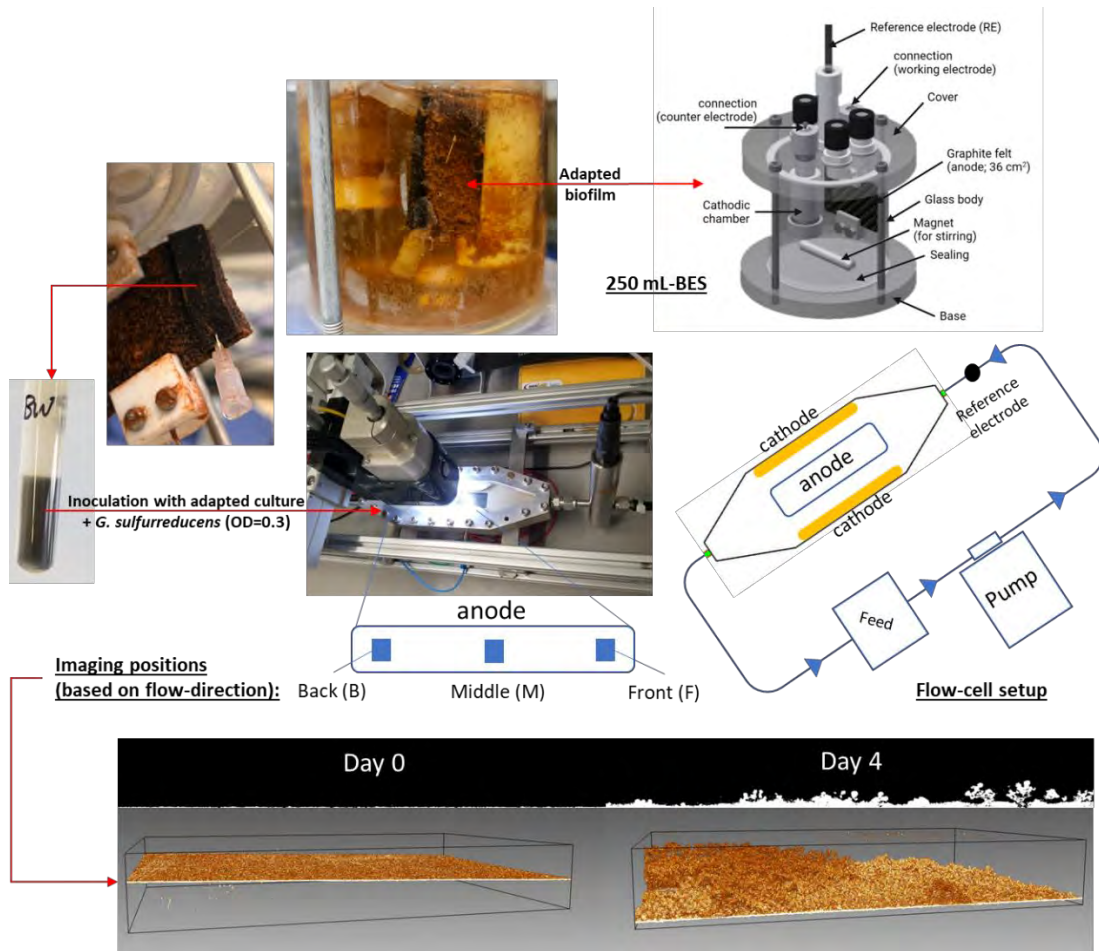 Reference electrode (RE)
connection
(working electrode)
connection
(counter electrode)
Cover
Graphite felt
(anode; 36 cm²)
Glass body
Cathodic
chamber
Magnet
(for stirring)
Sealing
Base
250 mL-BES
Adapted
biofilm
BW
Inoculation with adapted culture
+ G. sulfurreducens (OD=0.3)
cathode
anode
cathode
Reference
electrode
Feed
Pump
Flow-cell setup
anode
Imaging positions
(based on flow-direction):
Back (B)
Middle (M)
Front (F)
Day 0
Day 4